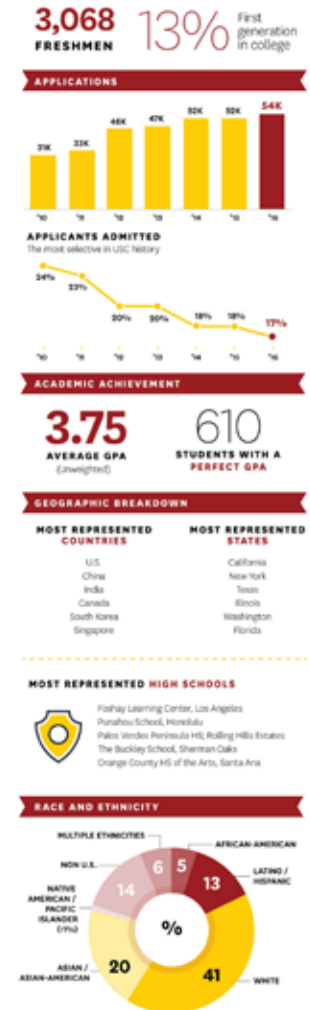 3,068
FRESHMEN
13%
First
generation
in college
APPLICATIONS
31K
33K
46K
47K
52K
52K
54K
'10
'11
'12
'13
'14
'15
'16
APPLICANTS ADMITTED
The most selective in USC history
24%
23%
20%
20%
18%
18%
17%
'10
'11
'12
'13
'14
'15
'16
ACADEMIC ACHIEVEMENT
3.75
AVERAGE GPA
(Unweighted)
610
STUDENTS WITH A
PERFECT GPA
GEOGRAPHIC BREAKDOWN
MOST REPRESENTED
COUNTRIES
U.S.
China
India
Canada
South Korea
Singapore
MOST REPRESENTED
STATES
California
New York
Texas
Illinois
Washington
Florida
MOST REPRESENTED HIGH SCHOOLS
Foshay Learning Center, Los Angeles
Punahou School, Honolulu
Palos Verdes Peninsula HS; Rolling Hills Estates
The Buckley School, Sherman Oaks
Orange County HS of the Arts, Santa Ana
RACE AND ETHNICITY
MULTIPLE ETHNICITIES
AFRICAN-AMERICAN
NON U.S.
LATINO /
HISPANIC
NATIVE
AMERICAN /
PACIFIC
ISLANDER
(<1%)
6
5
14
13
%
20
41
ASIAN /
ASIAN-AMERICAN
WHITE